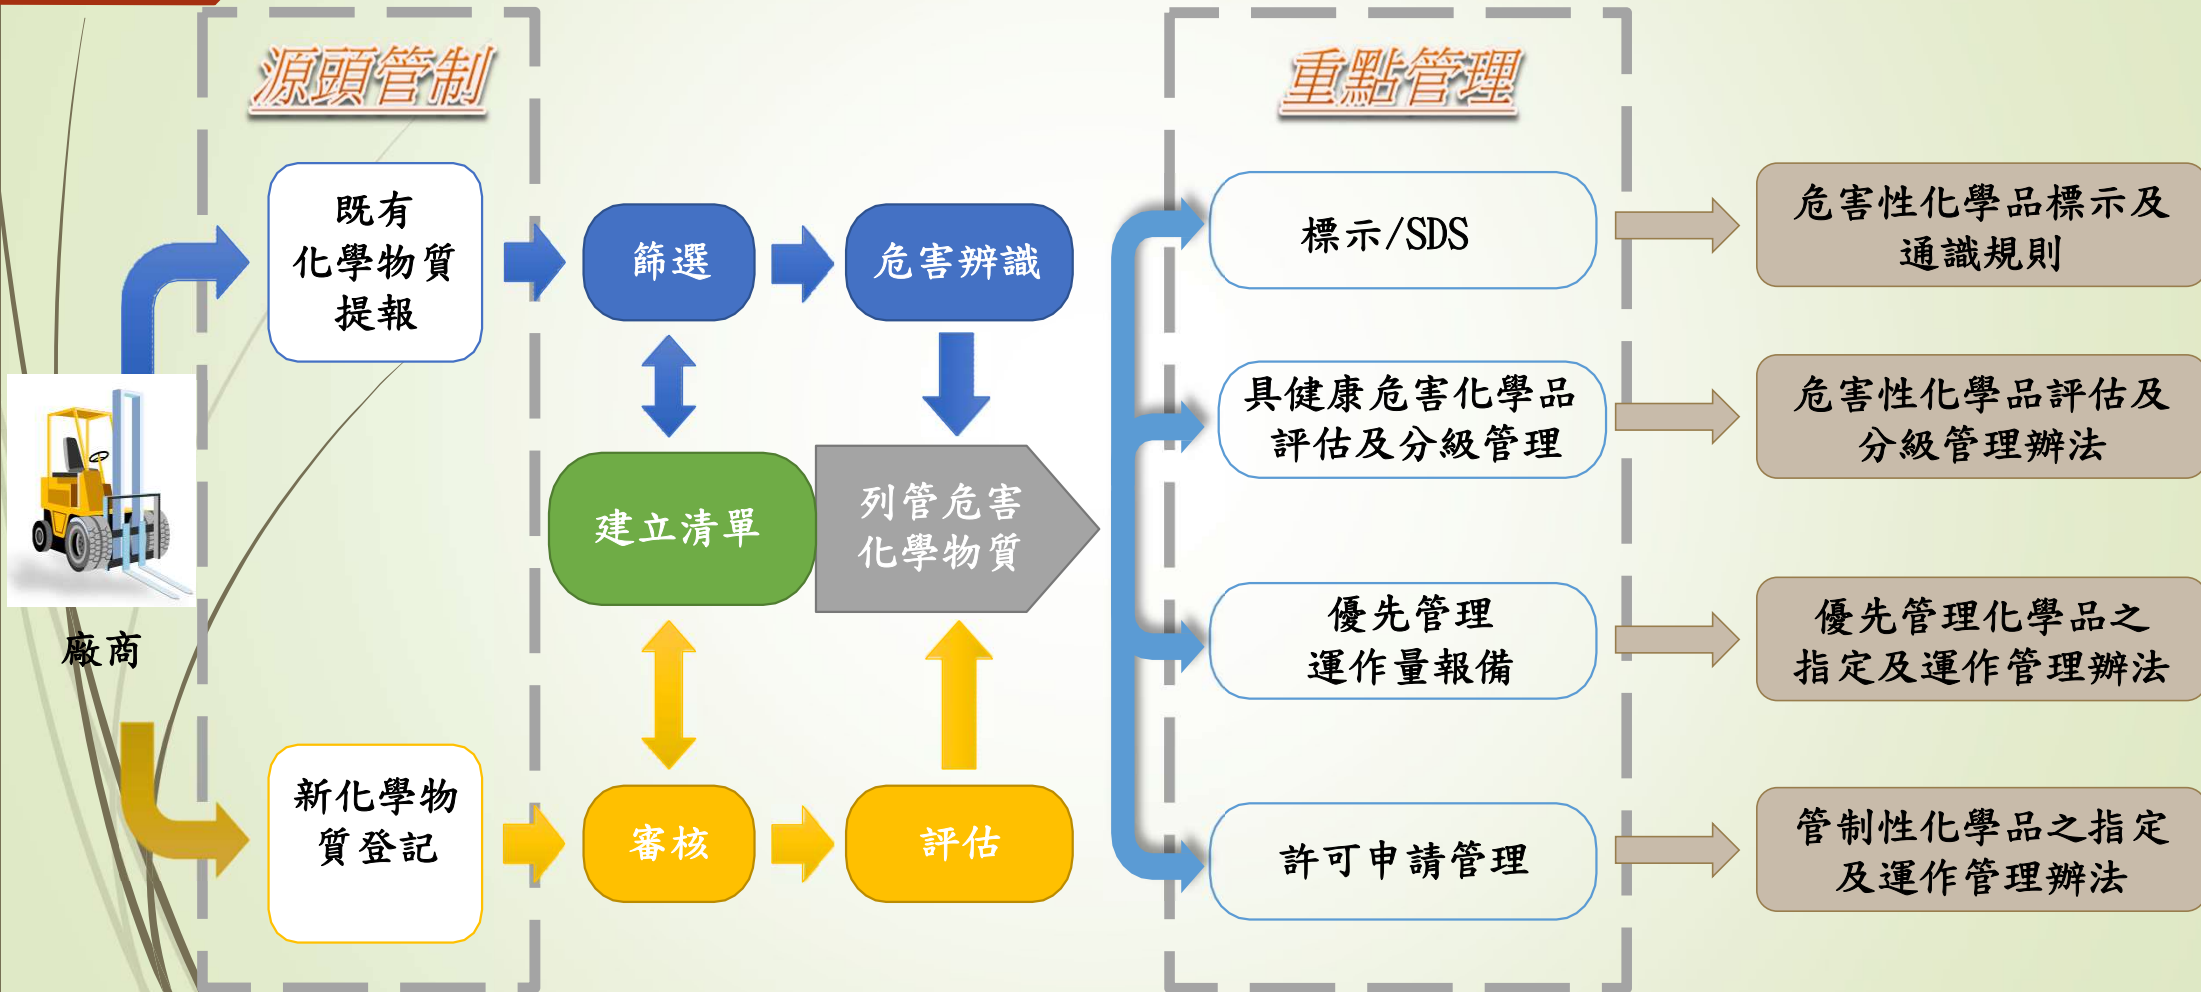 源頭管制
重點管理
既有
化學物質
提報
篩選
危害辨識
建立清單
列管危害
化學物質
廠商
新化學物
質登記
審核
評估
標示/SDS
危害性化學品標示及
通識規則
具健康危害化學品
評估及分級管理
危害性化學品評估及
分級管理辦法
優先管理
運作量報備
優先管理化學品之
指定及運作管理辦法
許可申請管理
管制性化學品之指定
及運作管理辦法